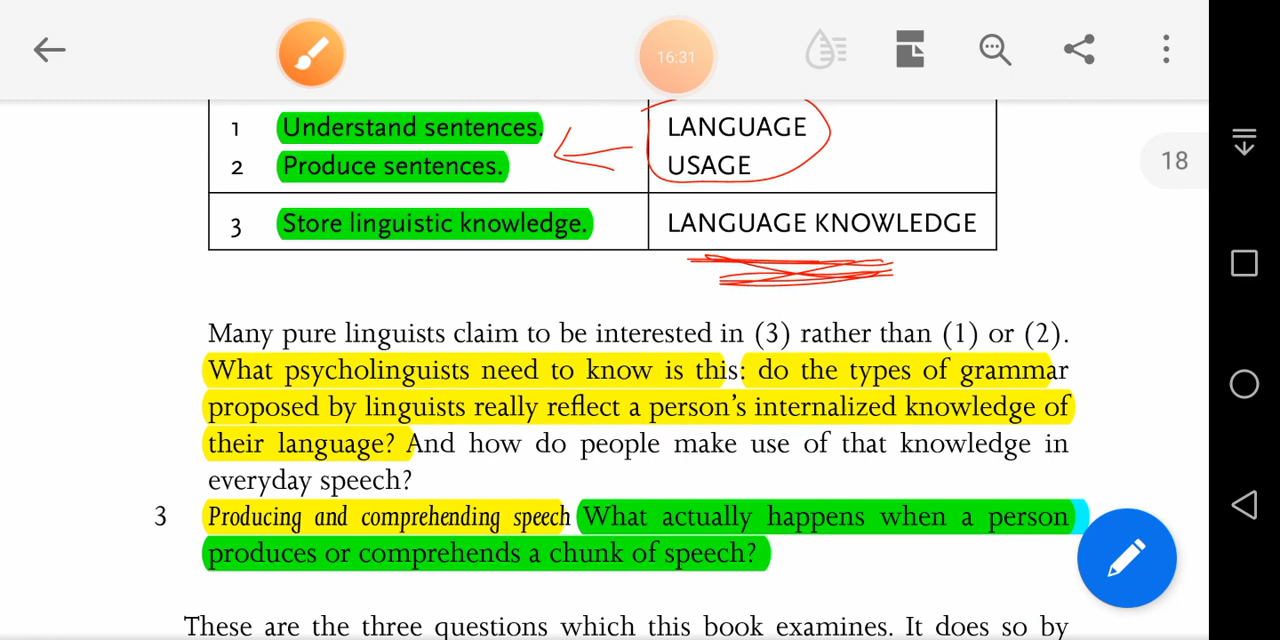 16:31
1 Understand sentences. LANGUAGE
2 Produce sentences. USAGE
18
3 Store linguistic knowledge. LANGUAGE KNOWLEDGE
Many pure linguists claim to be interested in (3) rather than (1) or (2).
What psycholinguists need to know is this: do the types of grammar
proposed by linguists really reflect a person’s internalized knowledge of
their language? And how do people make use of that knowledge in
everyday speech?
3 Producing and comprehending speech What actually happens when a person
produces or comprehends a chunk of speech?
These are the three questions which this book examines. It does so by